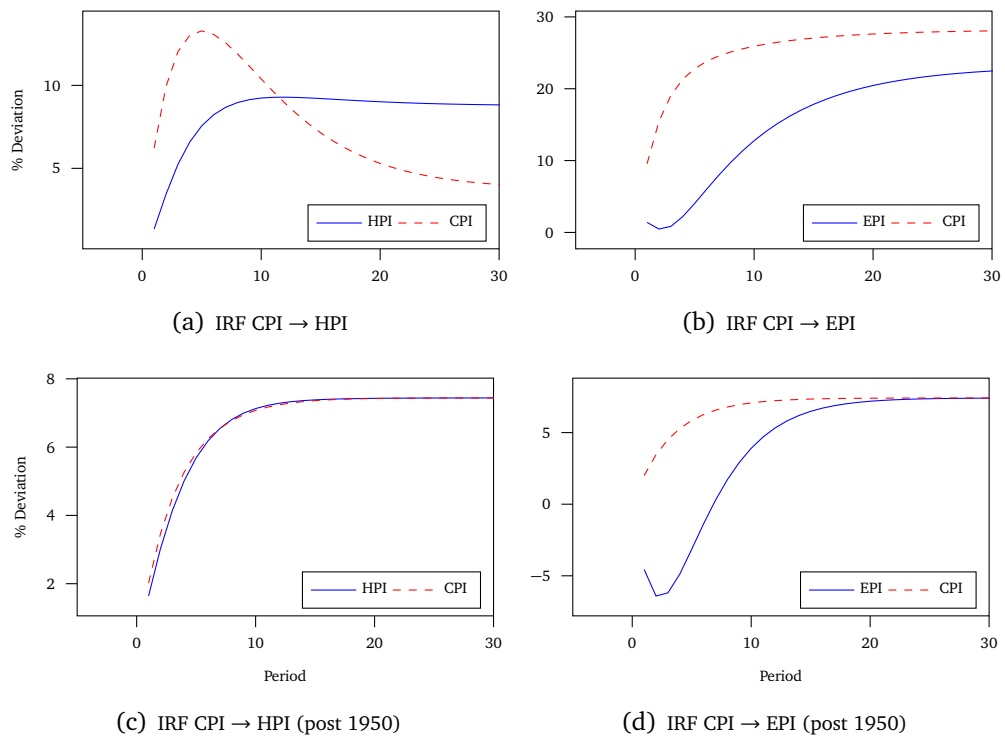 % Deviation
10
5
HPI
CPI
0
10
20
30
(a) IRF CPI → HPI
30
20
10
0
EPI
CPI
0
10
20
30
(b) IRF CPI → EPI
% Deviation
8
6
4
2
HPI
CPI
0
10
20
30
Period
(c) IRF CPI → HPI (post 1950)
5
0
−5
EPI
CPI
0
10
20
30
Period
(d) IRF CPI → EPI (post 1950)